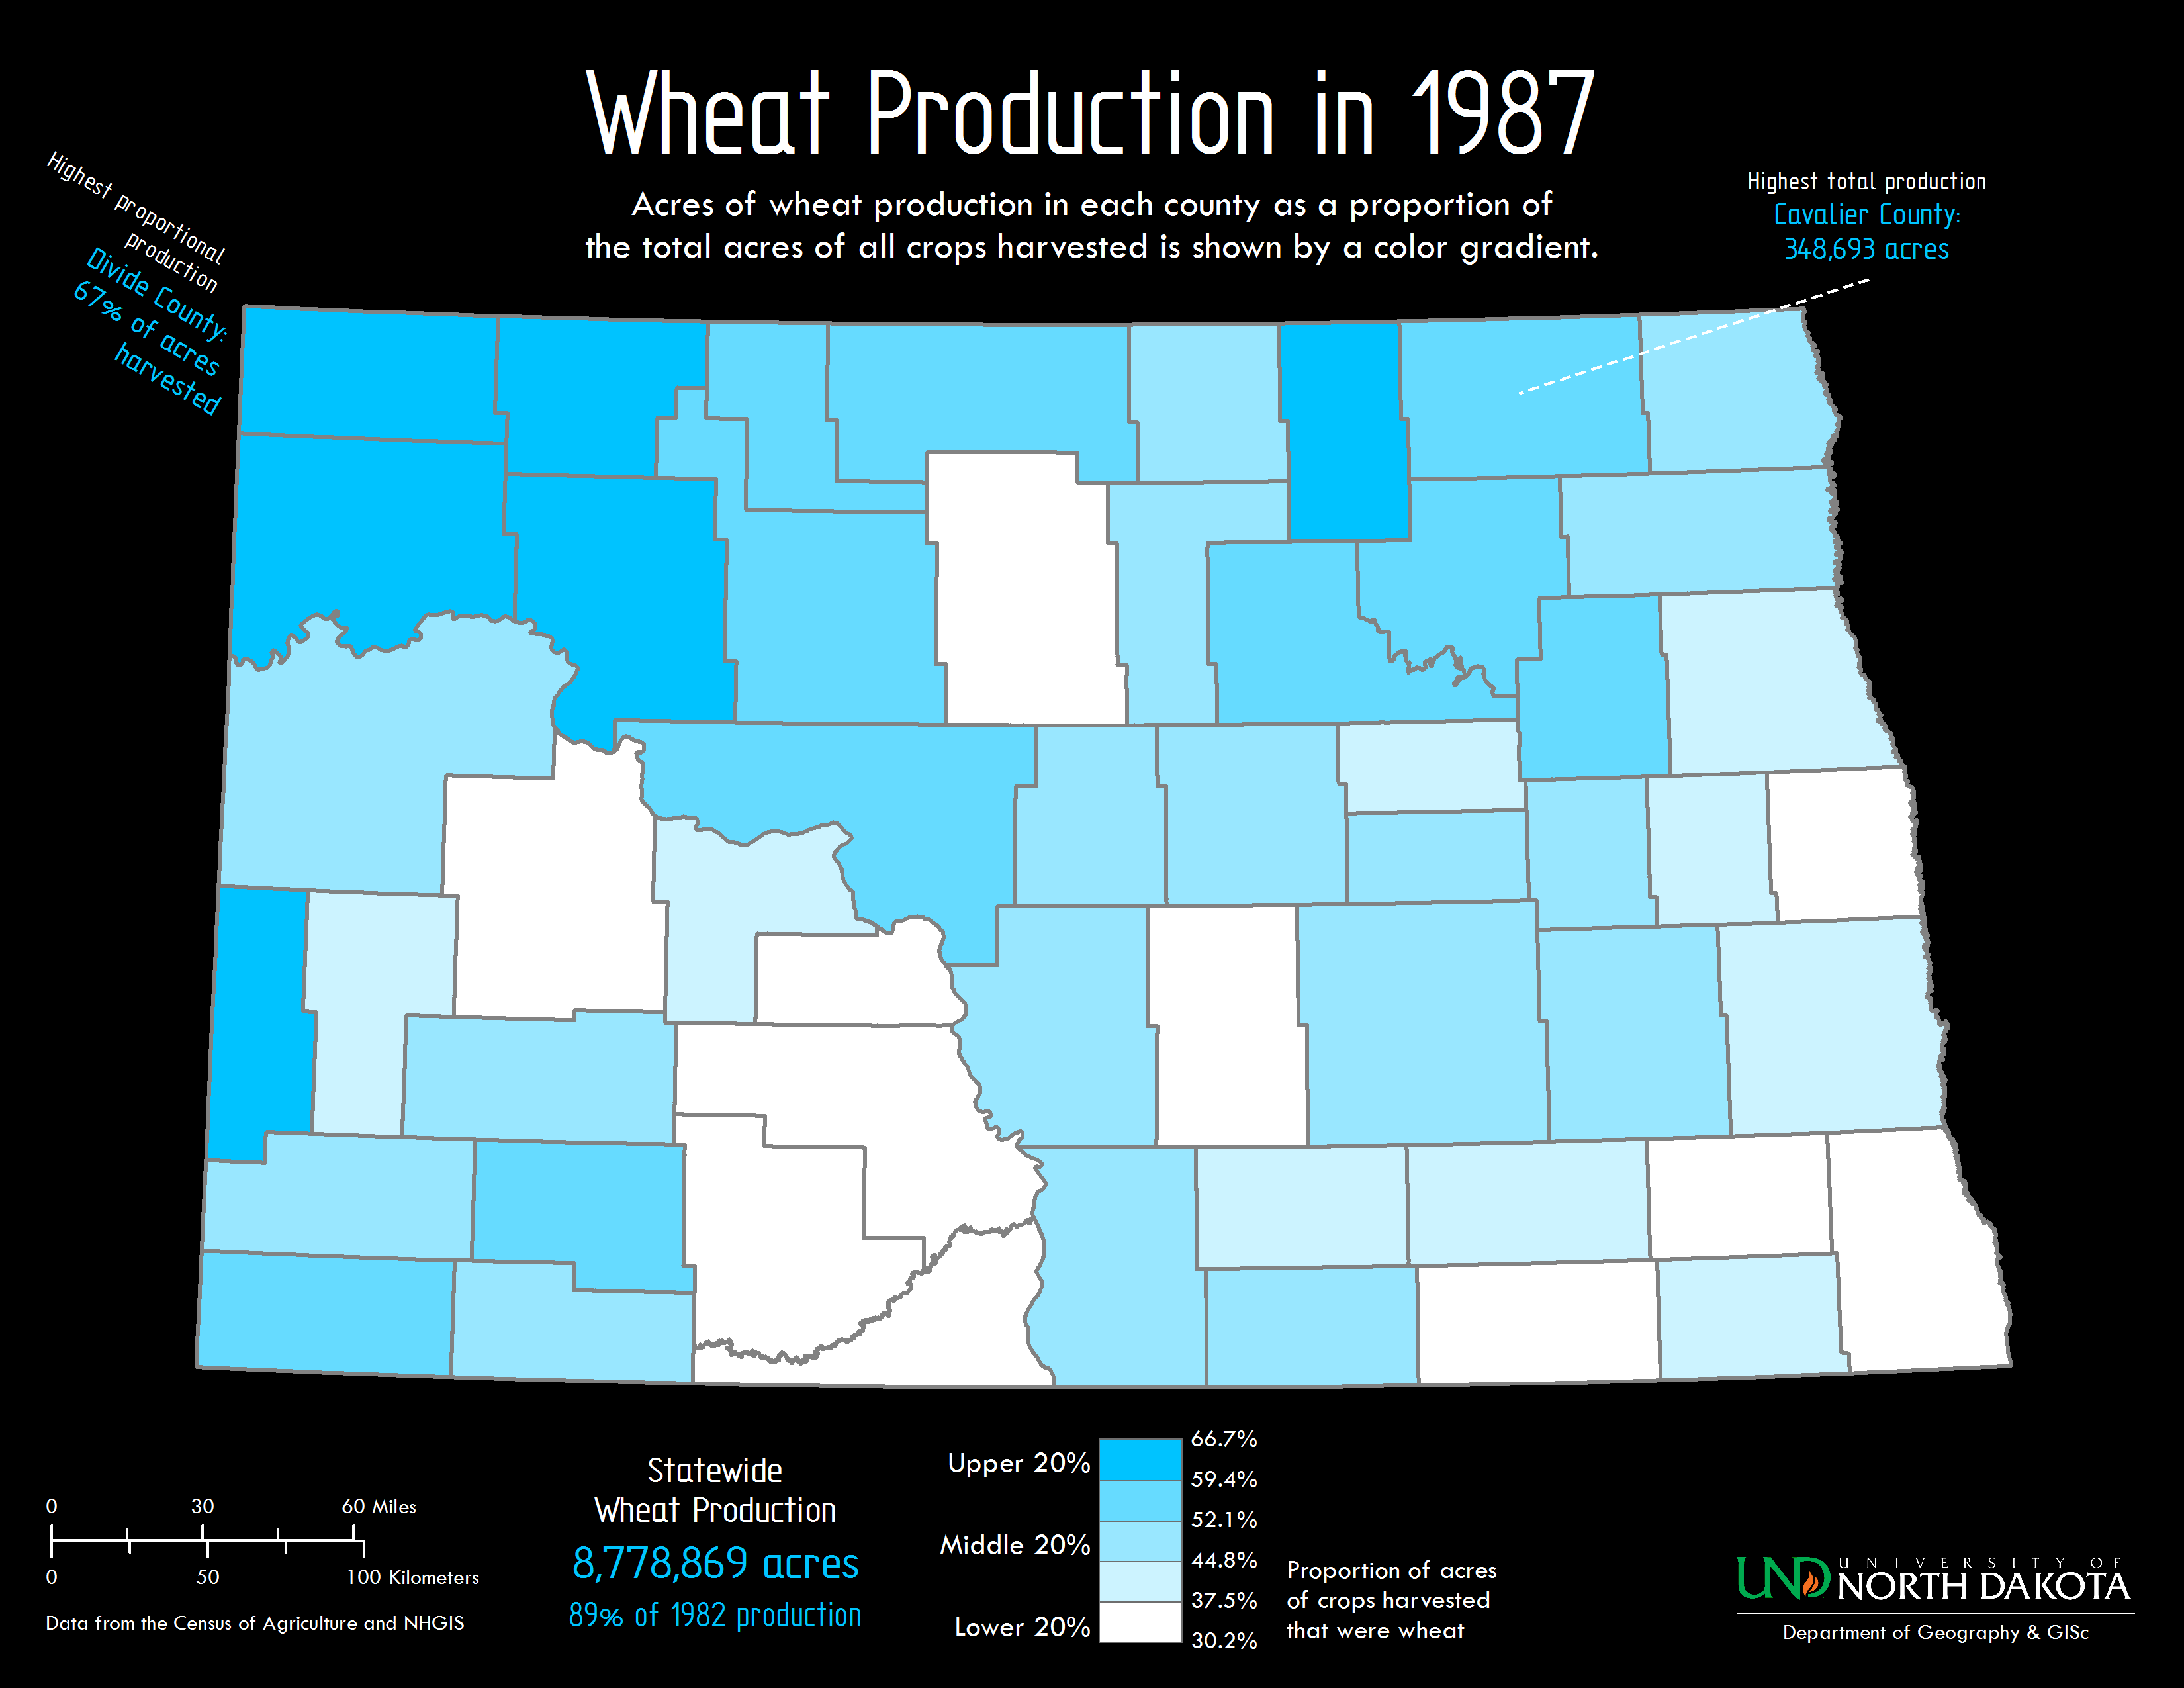 Wheat Production in 1987
Acres of wheat production in each county as a proportion of
the total acres of all crops harvested is shown by a color gradient.
Highest proportional
production
Divide County:
67% of acres
harvested
Highest total production
Cavalier County:
348,693 acres
0 30 60 Miles
0 50 100 Kilometers
Data from the Census of Agriculture and NHGIS
Statewide
Wheat Production
8,778,869 acres
89% of 1982 production
Upper 20%
Middle 20%
Lower 20%
66.7%
59.4%
52.1%
44.8%
37.5%
30.2%
Proportion of acres
of crops harvested
that were wheat
UND
UNIVERSITY OF
NORTH DAKOTA
Department of Geography & GISc